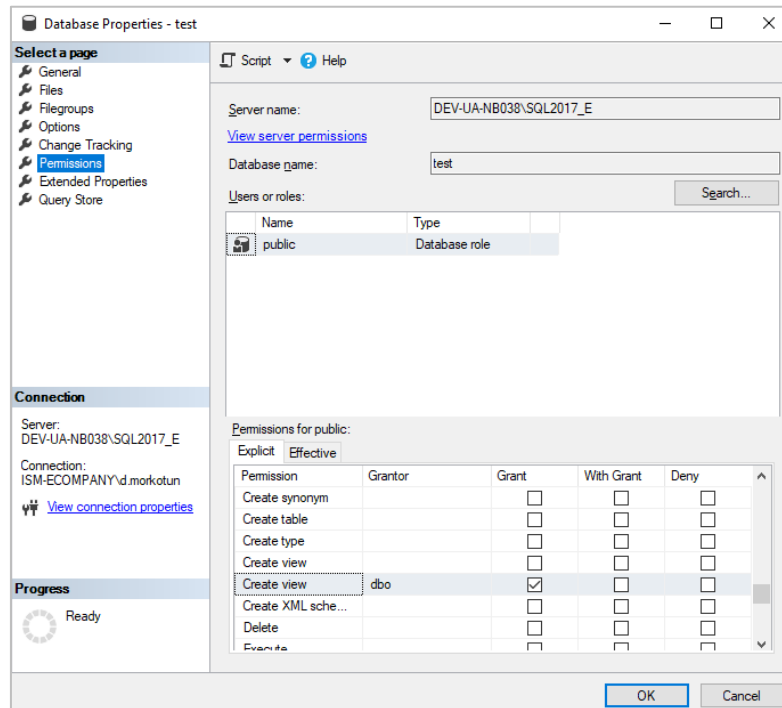 Database Properties - test
Select a page
General
Files
Filegroups
Options
Change Tracking
Permissions
Extended Properties
Query Store
Script Help
Server name: DEV-UA-NB038\SQL2017_E
View server permissions
Database name: test
Users or roles: Search...
Name Type
public Database role
Connection
Server:
DEV-UA-NB038\SQL2017_E
Connection:
ISM-ECOMPANY\d.morkotun
View connection properties
Progress
Ready
Permissions for public:
Explicit Effective
Permission Grantor Grant With Grant Deny
Create synonym
Create table
Create type
Create view
Create view dbo
Create XML sche...
Delete
Execute
OK Cancel